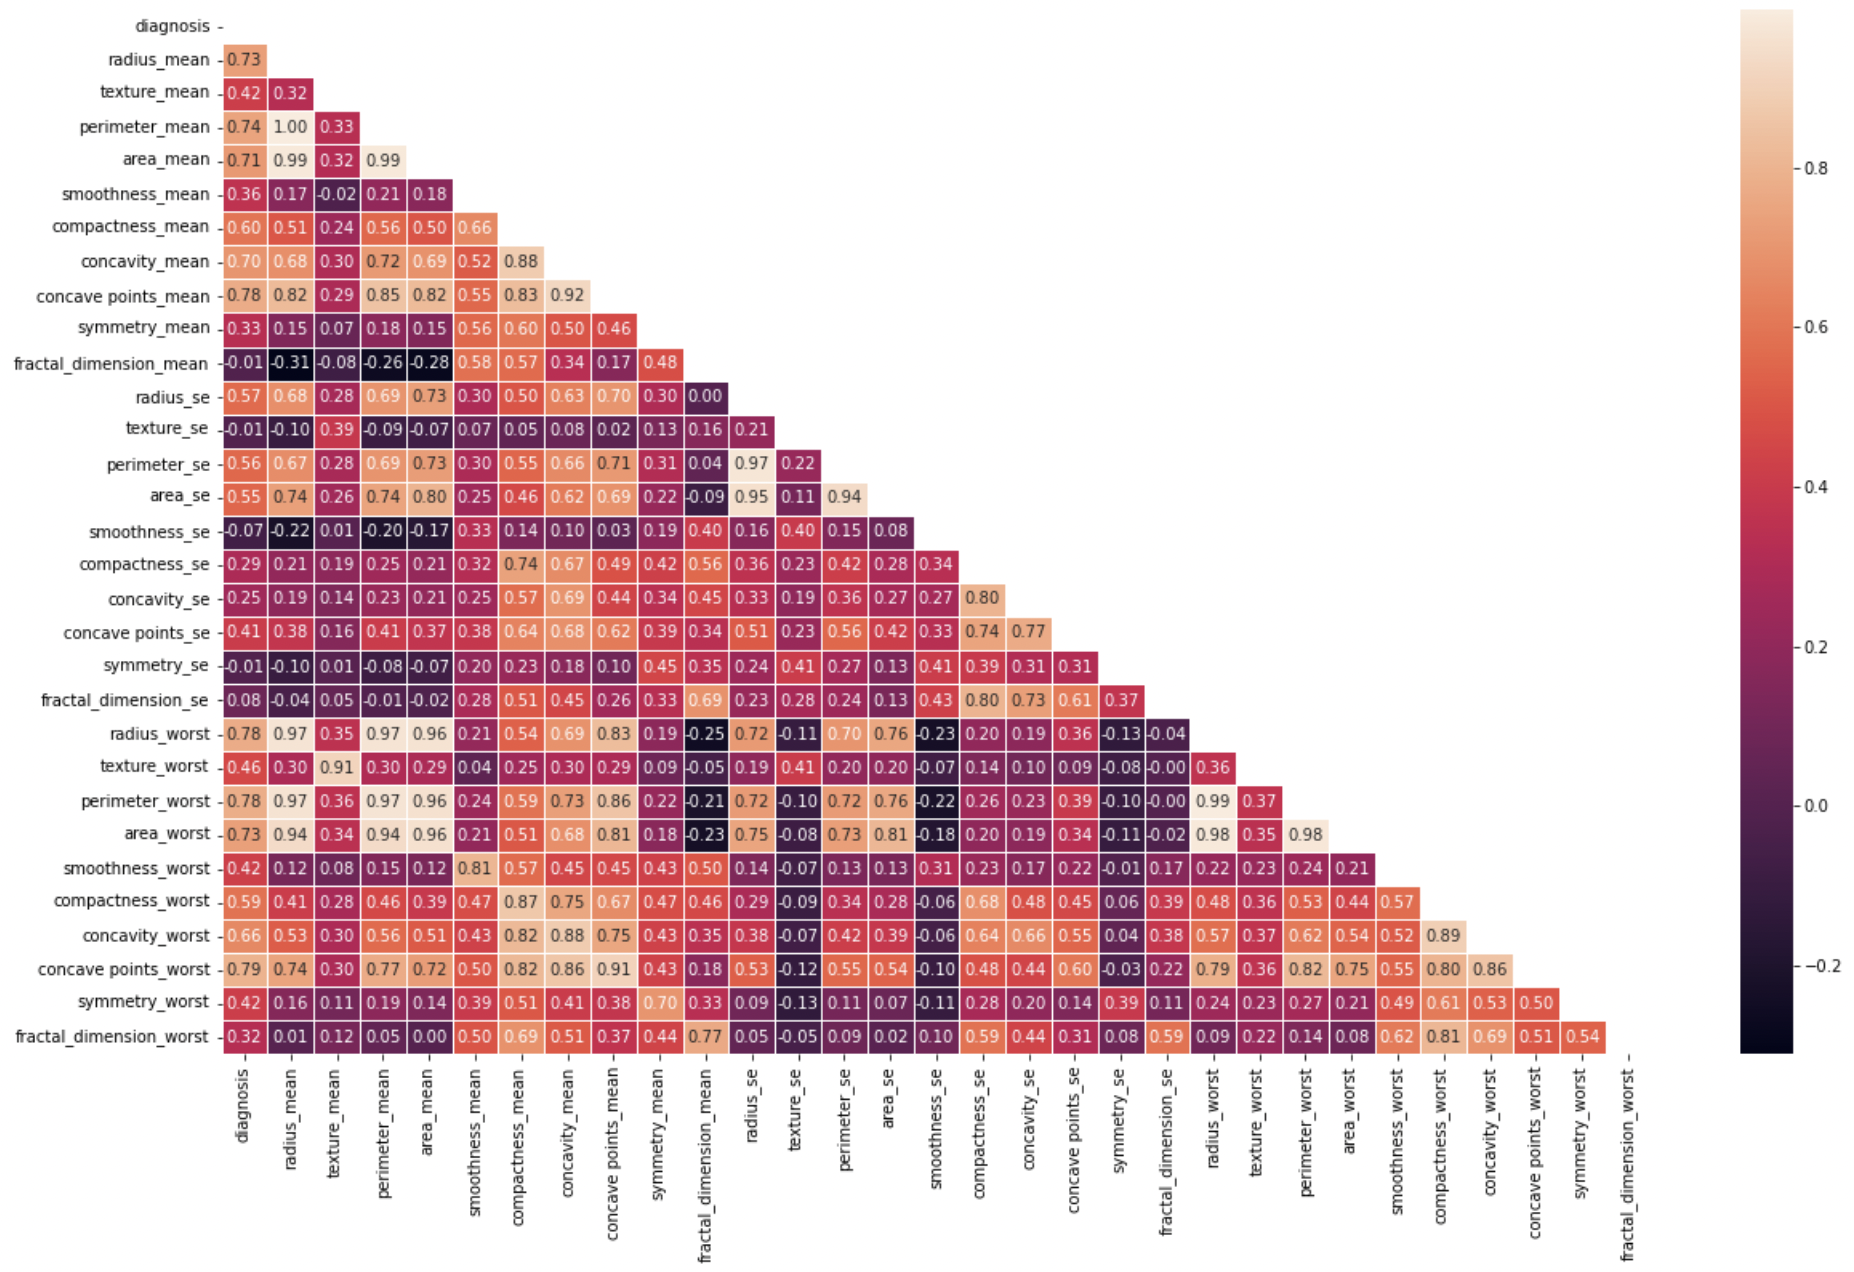 diagnosis
radius_mean 0.73
texture_mean 0.42 0.32
perimeter_mean 0.74 1.00 0.33
area_mean 0.71 0.99 0.32 0.99
smoothness_mean 0.36 0.17 -0.02 0.21 0.18
compactness_mean 0.60 0.51 0.24 0.56 0.50 0.66
concavity_mean 0.70 0.68 0.30 0.72 0.69 0.52 0.88
concave points_mean 0.78 0.82 0.29 0.85 0.82 0.55 0.83 0.92
symmetry_mean 0.33 0.15 0.07 0.18 0.15 0.56 0.60 0.50 0.46
fractal_dimension_mean -0.01 -0.31 -0.08 -0.26 -0.28 0.58 0.57 0.34 0.17 0.48
radius_se 0.57 0.68 0.28 0.69 0.73 0.30 0.50 0.63 0.70 0.30 0.00
texture_se -0.01 -0.10 0.39 -0.09 -0.07 0.07 0.05 0.08 0.02 0.13 0.16 0.21
perimeter_se 0.56 0.67 0.28 0.69 0.73 0.30 0.55 0.66 0.71 0.31 0.04 0.97 0.22
area_se 0.55 0.74 0.26 0.74 0.80 0.25 0.46 0.62 0.69 0.22 -0.09 0.95 0.11 0.94
smoothness_se -0.07 -0.22 0.01 -0.20 -0.17 0.33 0.14 0.10 0.03 0.19 0.40 0.16 0.40 0.15 0.08
compactness_se 0.29 0.21 0.19 0.25 0.21 0.32 0.74 0.67 0.49 0.42 0.56 0.36 0.23 0.42 0.28 0.34
concavity_se 0.25 0.19 0.14 0.23 0.21 0.25 0.57 0.69 0.44 0.34 0.45 0.33 0.19 0.36 0.27 0.27 0.80
concave points_se 0.41 0.38 0.16 0.41 0.37 0.38 0.64 0.68 0.62 0.39 0.34 0.51 0.23 0.56 0.42 0.33 0.74 0.77
symmetry_se -0.01 -0.10 0.01 -0.08 -0.07 0.20 0.23 0.18 0.10 0.45 0.35 0.24 0.41 0.27 0.13 0.41 0.39 0.31 0.31
fractal_dimension_se 0.08 -0.04 0.05 -0.01 -0.02 0.28 0.51 0.45 0.26 0.33 0.69 0.23 0.28 0.24 0.13 0.43 0.80 0.73 0.61 0.37
radius_worst 0.78 0.97 0.35 0.97 0.96 0.21 0.54 0.69 0.83 0.19 -0.25 0.72 -0.11 0.70 0.76 -0.23 0.20 0.19 0.36 -0.13 -0.04
texture_worst 0.46 0.30 0.91 0.30 0.29 0.04 0.25 0.30 0.29 0.09 -0.05 0.19 0.41 0.20 0.20 -0.07 0.14 0.10 0.09 -0.08 -0.00 0.36
perimeter_worst 0.78 0.97 0.36 0.97 0.96 0.24 0.59 0.73 0.86 0.22 -0.21 0.72 -0.10 0.72 0.76 -0.22 0.26 0.23 0.39 -0.10 -0.00 0.99 0.37
area_worst 0.73 0.94 0.34 0.94 0.96 0.21 0.51 0.68 0.81 0.18 -0.23 0.75 -0.08 0.73 0.81 -0.18 0.20 0.19 0.34 -0.11 -0.02 0.98 0.35 0.98
smoothness_worst 0.42 0.12 0.08 0.15 0.12 0.81 0.57 0.45 0.45 0.43 0.50 0.14 -0.07 0.13 0.13 0.31 0.23 0.17 0.22 -0.01 0.17 0.22 0.23 0.24 0.21
compactness_worst 0.59 0.41 0.28 0.46 0.39 0.47 0.87 0.75 0.67 0.47 0.46 0.29 -0.09 0.34 0.28 -0.06 0.68 0.48 0.45 0.06 0.39 0.48 0.36 0.53 0.44 0.57
concavity_worst 0.66 0.53 0.30 0.56 0.51 0.43 0.82 0.88 0.75 0.43 0.35 0.38 -0.07 0.42 0.39 -0.06 0.64 0.66 0.55 0.04 0.38 0.57 0.37 0.62 0.54 0.52 0.89
concave points_worst 0.79 0.74 0.30 0.77 0.72 0.50 0.82 0.86 0.91 0.43 0.18 0.53 -0.12 0.55 0.54 -0.10 0.48 0.44 0.60 -0.03 0.22 0.79 0.36 0.82 0.75 0.55 0.80 0.86
symmetry_worst 0.42 0.16 0.11 0.19 0.14 0.39 0.51 0.41 0.38 0.70 0.33 0.09 -0.13 0.11 0.07 -0.11 0.28 0.20 0.14 0.39 0.11 0.24 0.23 0.27 0.21 0.49 0.61 0.53 0.50
fractal_dimension_worst 0.32 0.01 0.12 0.05 0.00 0.50 0.69 0.51 0.37 0.44 0.77 0.05 -0.05 0.09 0.02 0.10 0.59 0.44 0.31 0.08 0.59 0.09 0.22 0.14 0.08 0.62 0.81 0.69 0.51 0.54
diagnosis
radius_mean
texture_mean
perimeter_mean
area_mean
smoothness_mean
compactness_mean
concavity_mean
concave points_mean
symmetry_mean
fractal_dimension_mean
radius_se
texture_se
perimeter_se
area_se
smoothness_se
compactness_se
concavity_se
concave points_se
symmetry_se
fractal_dimension_se
radius_worst
texture_worst
perimeter_worst
area_worst
smoothness_worst
compactness_worst
concavity_worst
concave points_worst
symmetry_worst
fractal_dimension_worst
0.8
0.6
0.4
0.2
0.0
-0.2